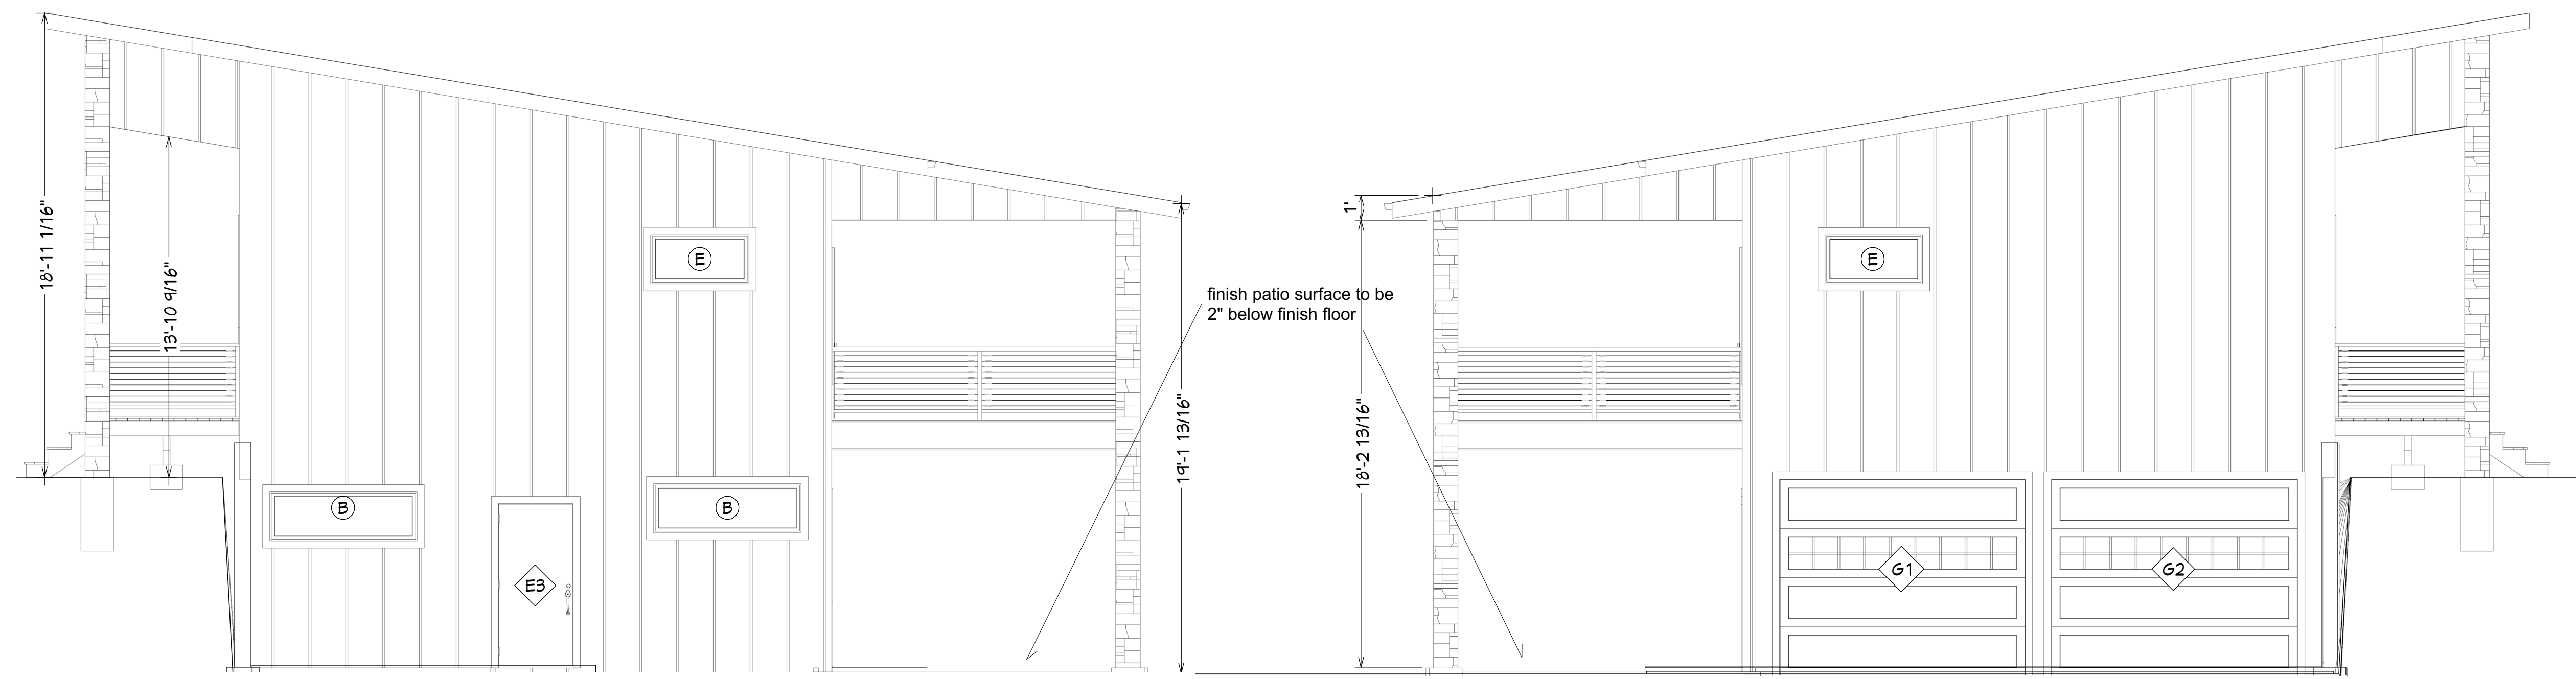 18'-11 1/16"
13'-10 9/16"
E
B
E3
B
finish patio surface to be
2" below finish floor
19'-1 13/16"
1'
18'-2 13/16"
E
G1
G2